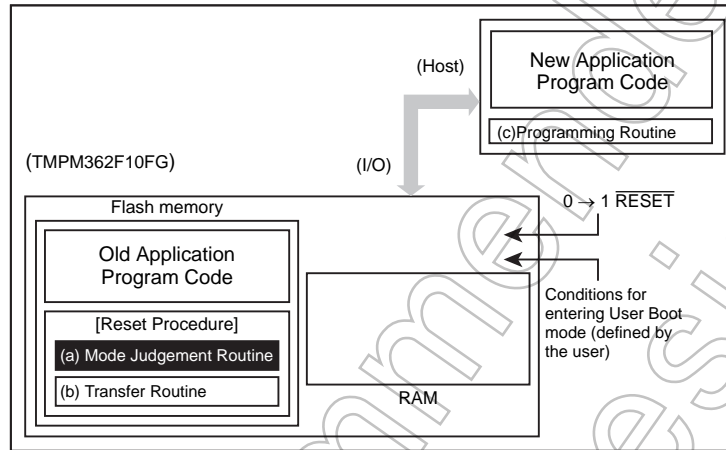 (Host)
New Application
Program Code
(c)Programming Routine
(TMPM362F10FG)
(I/O)
Flash memory
0 → 1 RESET
Old Application
Program Code
[Reset Procedure]
(a) Mode Judgement Routine
(b) Transfer Routine
RAM
Conditions for
entering User Boot
mode (defined by
the user)